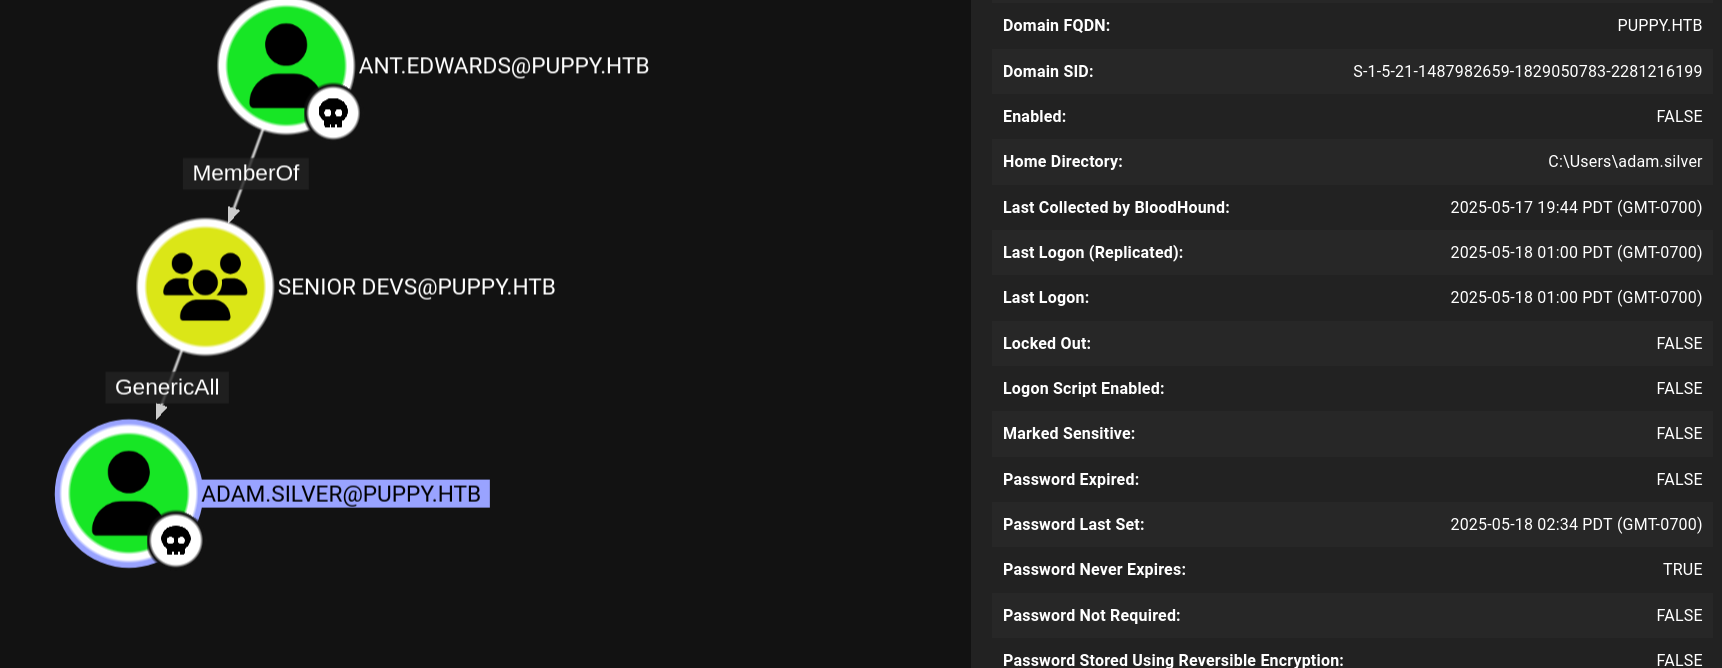 ANT.EDWARDS@PUPPY.HTB
MemberOf
SENIOR DEVS@PUPPY.HTB
GenericAll
ADAM.SILVER@PUPPY.HTB
Domain FQDN: PUPPY.HTB
Domain SID: S-1-5-21-1487982659-1829050783-2281216199
Enabled: FALSE
Home Directory: C:\Users\adam.silver
Last Collected by BloodHound: 2025-05-17 19:44 PDT (GMT-0700)
Last Logon (Replicated): 2025-05-18 01:00 PDT (GMT-0700)
Last Logon: 2025-05-18 01:00 PDT (GMT-0700)
Locked Out: FALSE
Logon Script Enabled: FALSE
Marked Sensitive: FALSE
Password Expired: FALSE
Password Last Set: 2025-05-18 02:34 PDT (GMT-0700)
Password Never Expires: TRUE
Password Not Required: FALSE
Password Stored Using Reversible Encryption: FALSE